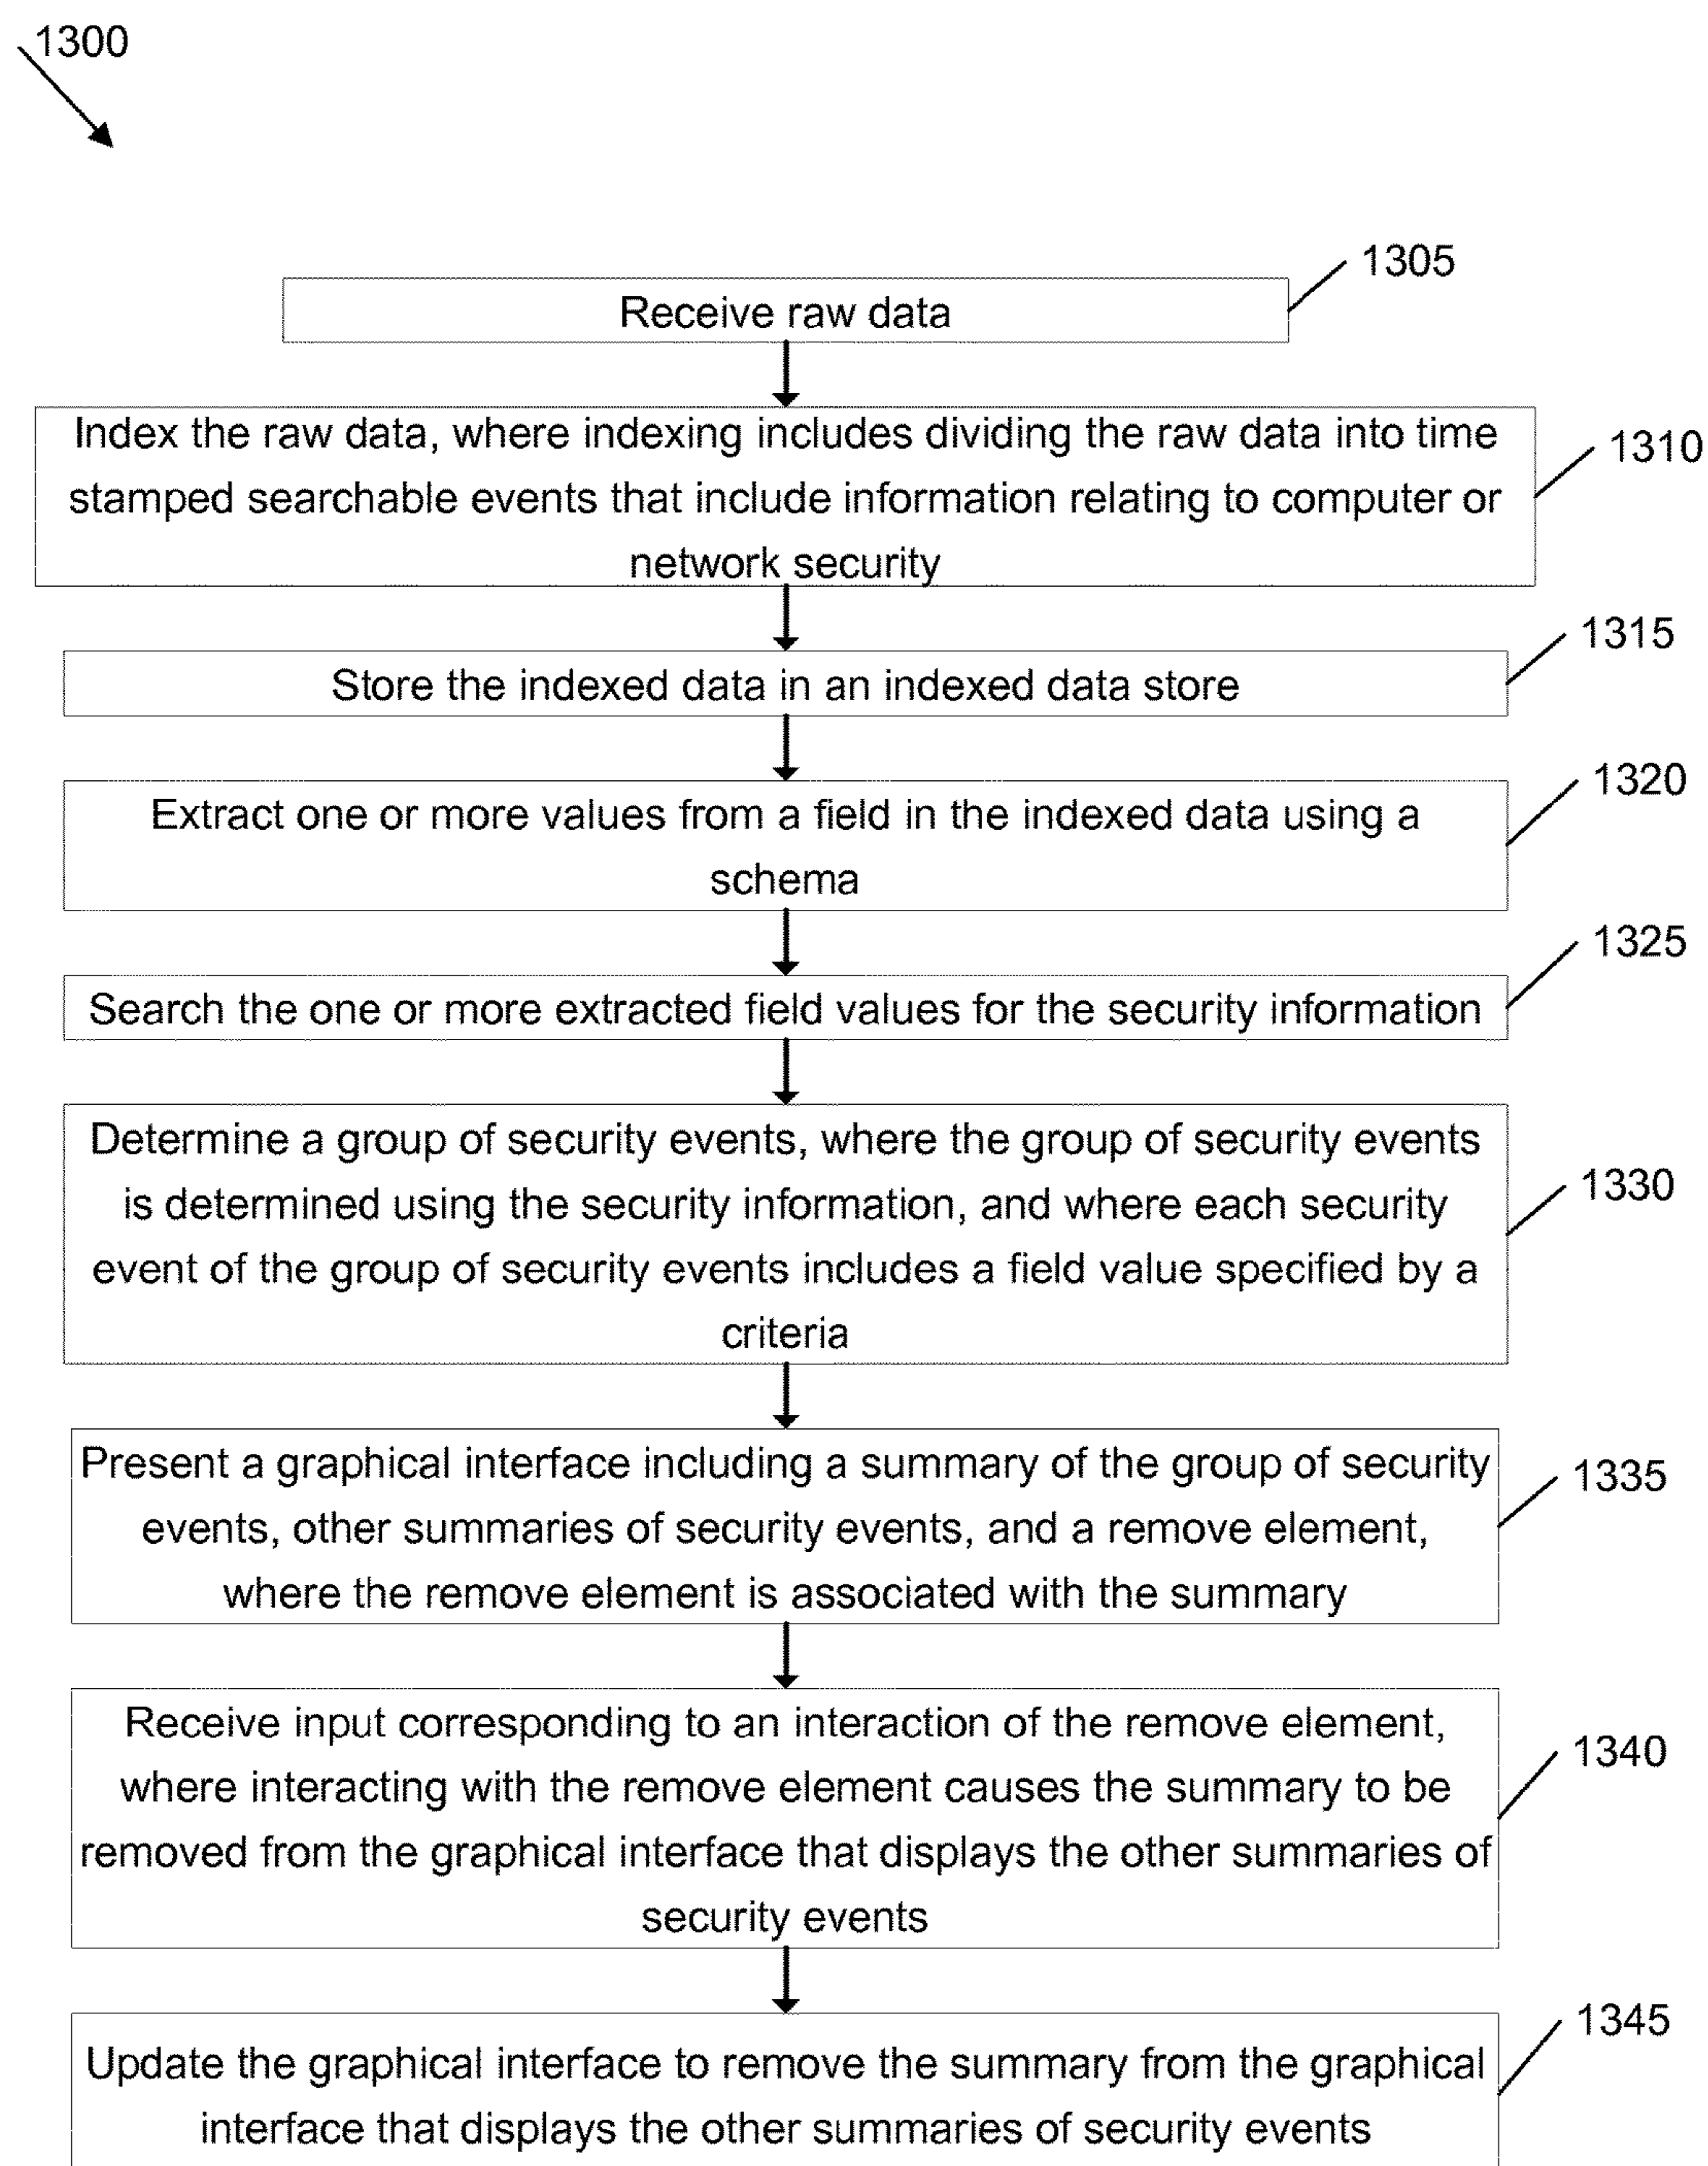 1300
1305
Receive raw data
Index the raw data, where indexing includes dividing the raw data into time
1310
stamped searchable events that include information relating to computer or
network security
1315
Store the indexed data in an indexed data store
1320
Extract one or more values from a field in the indexed data using a
schema
1325
Search the one or more extracted field values for the security information
Determine a group of security events, where the group of security events
1330
is determined using the security information, and where each security
event of the group of security events includes a field value specified by a
criteria
Present a graphical interface including a summary of the group of security
1335
events, other summaries of security events, and a remove element,
where the remove element is associated with the summary
Receive input corresponding to an interaction of the remove element,
1340
where interacting with the remove element causes the summary to be
removed from the graphical interface that displays the other summaries of
security events
1345
Update the graphical interface to remove the summary from the graphical
interface that displays the other summaries of security events